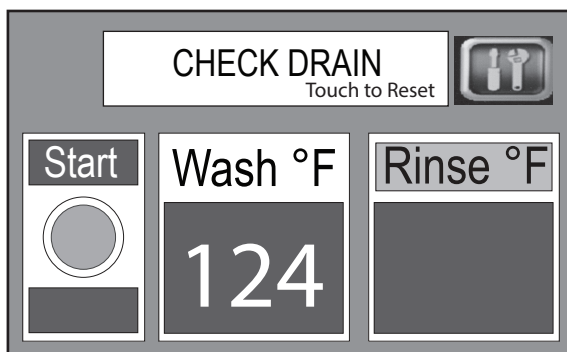 CHECK DRAIN
Touch to Reset
Start
Wash °F
Rinse °F
124